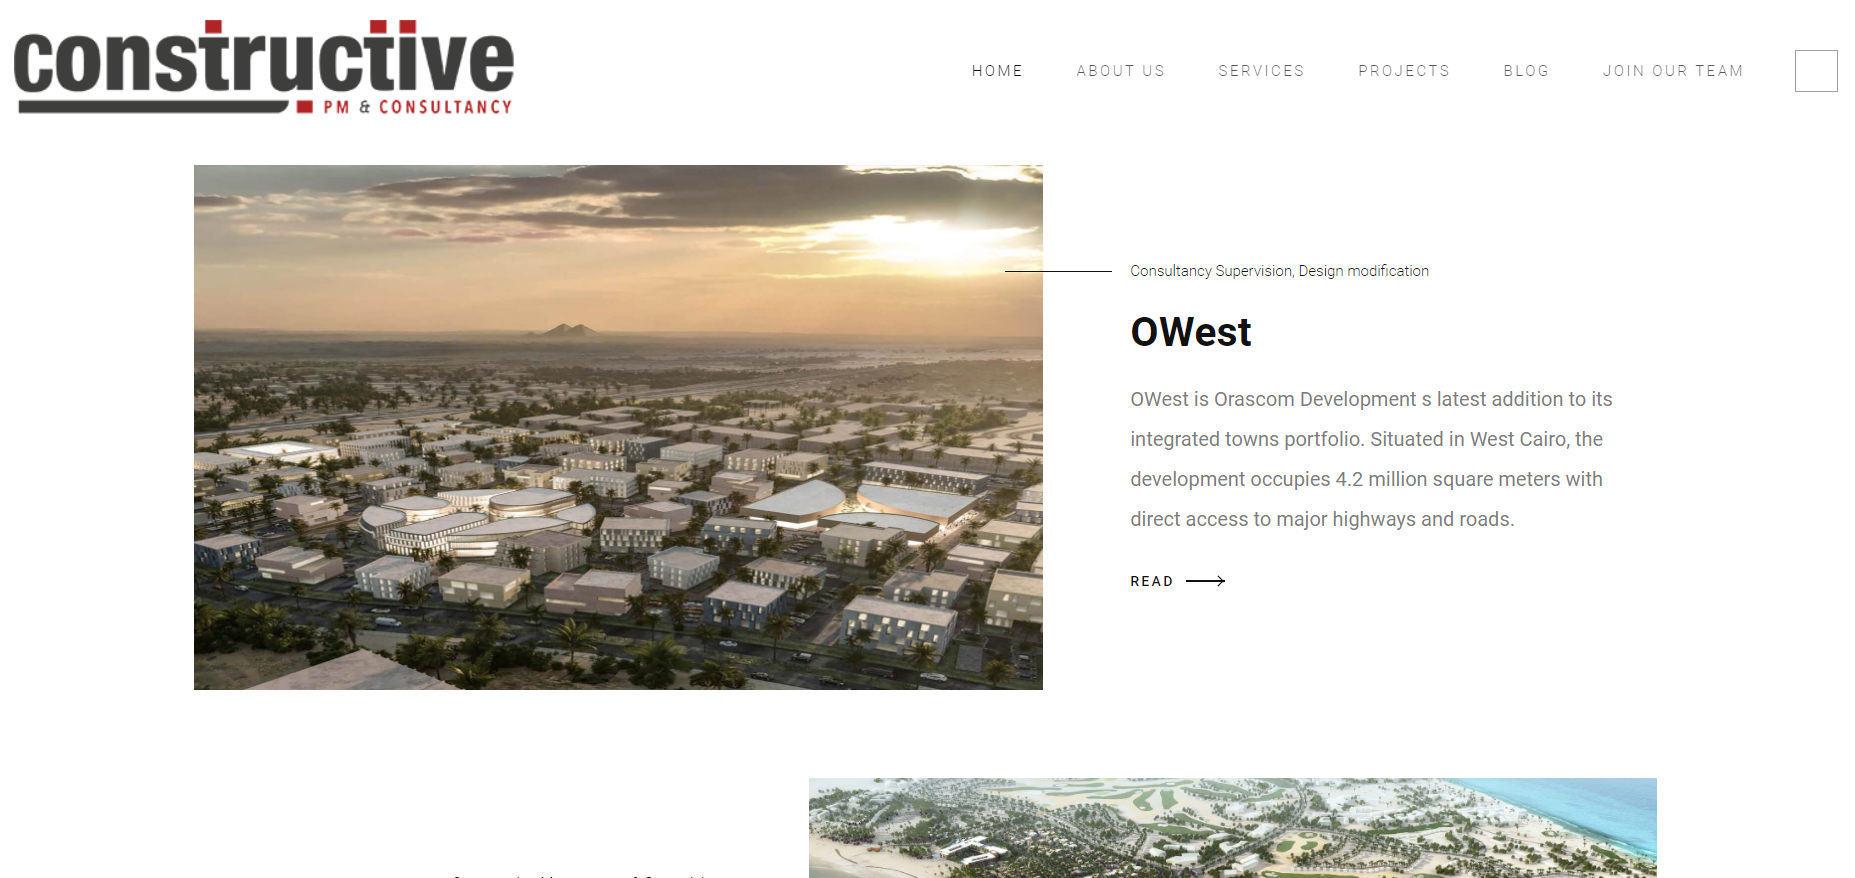 constructive
PM & CONSULTANCY
HOME ABOUT US SERVICES PROJECTS BLOG JOIN OUR TEAM
Consultancy Supervision, Design modification
OWest
OWest is Orascom Development s latest addition to its
integrated towns portfolio. Situated in West Cairo, the
development occupies 4.2 million square meters with
direct access to major highways and roads.
READ